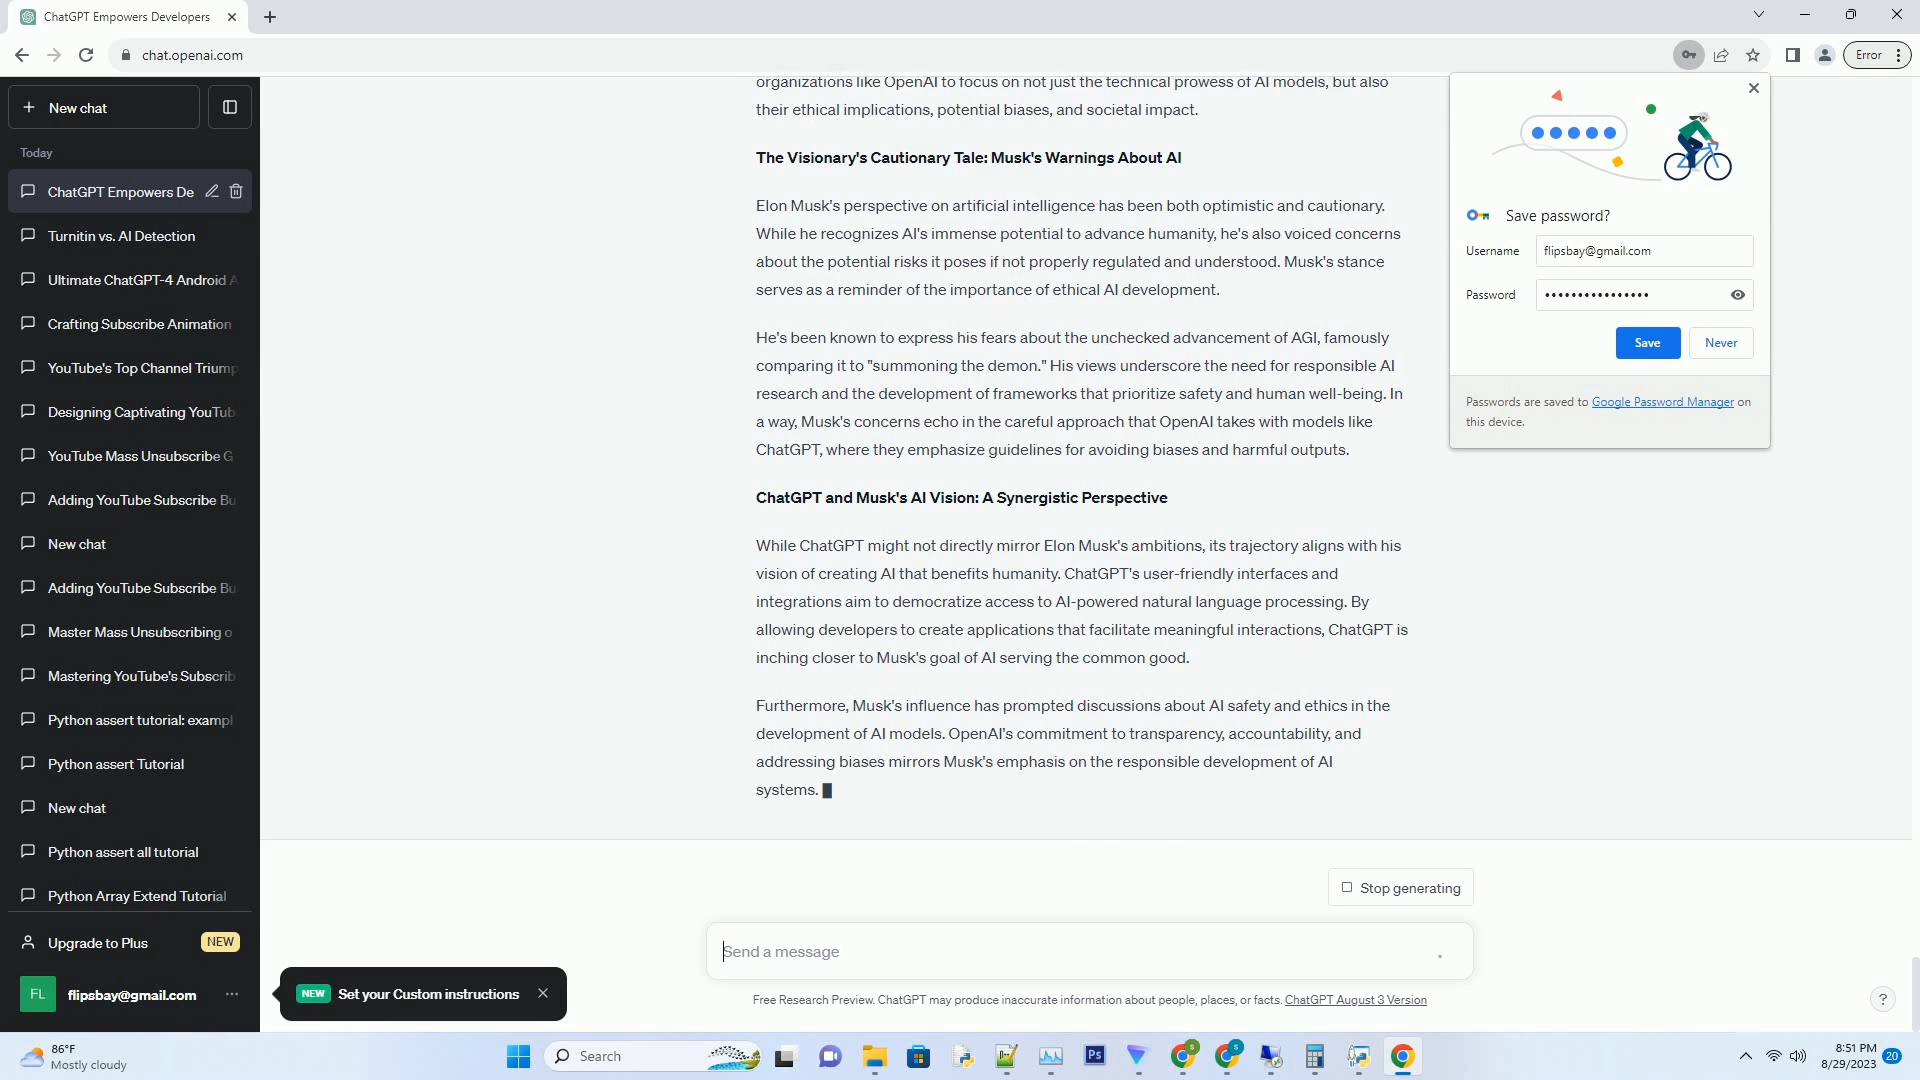 ChatGPT Empowers Developers
chat.openai.com
Error
New chat
Today
ChatGPT Empowers De
Turnitin vs. AI Detection
Ultimate ChatGPT-4 Android A
Crafting Subscribe Animation
YouTube's Top Channel Triump
Designing Captivating YouTub
YouTube Mass Unsubscribe G
Adding YouTube Subscribe Bu
New chat
Adding YouTube Subscribe Bu
Master Mass Unsubscribing o
Mastering YouTube's Subscrib
Python assert tutorial: exampl
Python assert Tutorial
New chat
Python assert all tutorial
Python Array Extend Tutorial
Upgrade to Plus NEW
FL flipsbay@gmail.com
NEW Set your Custom instructions
organizations like OpenAI to focus on not just the technical prowess of AI models, but also
their ethical implications, potential biases, and societal impact.
The Visionary's Cautionary Tale: Musk's Warnings About AI
Elon Musk's perspective on artificial intelligence has been both optimistic and cautionary.
While he recognizes AI's immense potential to advance humanity, he's also voiced concerns
about the potential risks it poses if not properly regulated and understood. Musk's stance
serves as a reminder of the importance of ethical AI development.
He's been known to express his fears about the unchecked advancement of AGI, famously
comparing it to "summoning the demon." His views underscore the need for responsible AI
research and the development of frameworks that prioritize safety and human well-being. In
a way, Musk's concerns echo in the careful approach that OpenAI takes with models like
ChatGPT, where they emphasize guidelines for avoiding biases and harmful outputs.
ChatGPT and Musk's AI Vision: A Synergistic Perspective
While ChatGPT might not directly mirror Elon Musk's ambitions, its trajectory aligns with his
vision of creating AI that benefits humanity. ChatGPT's user-friendly interfaces and
integrations aim to democratize access to AI-powered natural language processing. By
allowing developers to create applications that facilitate meaningful interactions, ChatGPT is
inching closer to Musk's goal of AI serving the common good.
Furthermore, Musk's influence has prompted discussions about AI safety and ethics in the
development of AI models. OpenAI's commitment to transparency, accountability, and
addressing biases mirrors Musk's emphasis on the responsible development of AI
systems.
Stop generating
Send a message
Free Research Preview. ChatGPT may produce inaccurate information about people, places, or facts. ChatGPT August 3 Version
?
Save password?
Username flipsbay@gmail.com
Password ••••••••••••••••
Save Never
Passwords are saved to Google Password Manager on
this device.
86°F
Mostly cloudy
Search
Ps
S
S
8:51 PM
8/29/2023
20